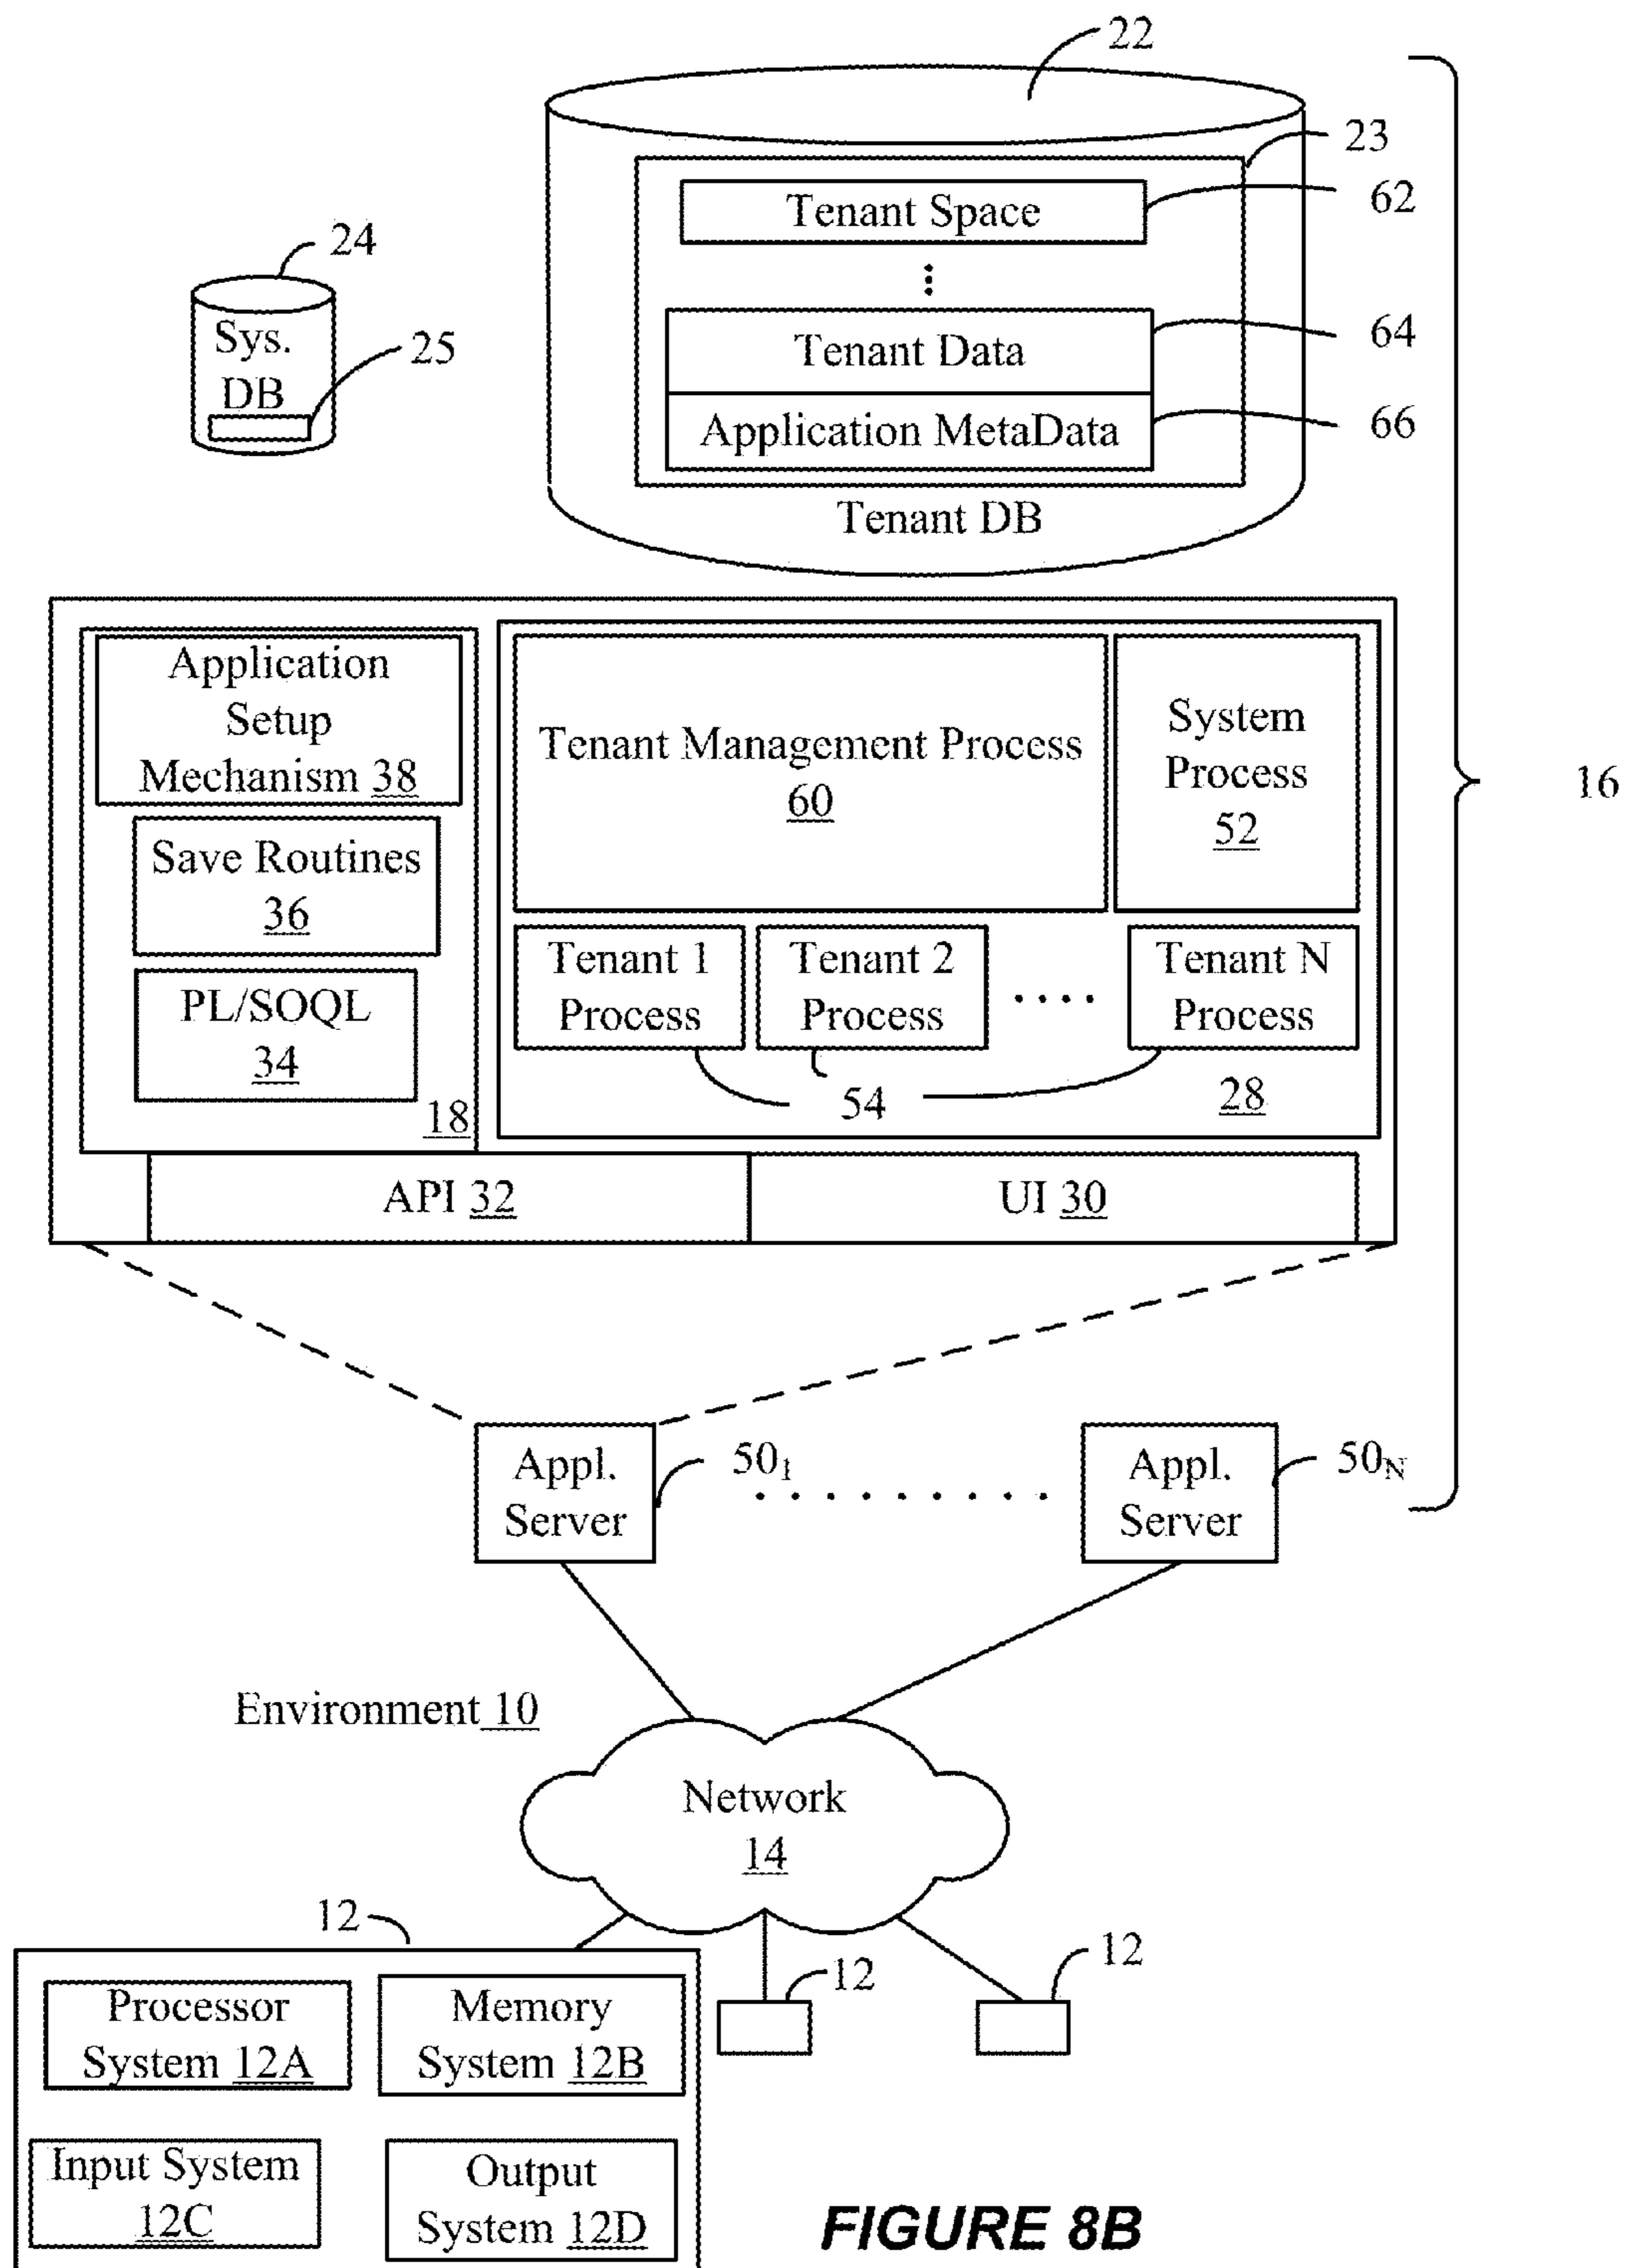 22
23
Tenant Space
62
24
Sys.
DB
25
Tenant Data
64
Application MetaData
66
Tenant DB
Application
Setup
Mechanism 38
Save Routines
36
PL/SOQL
34
18
Tenant Management Process
60
System
Process
52
Tenant 1
Process
Tenant 2
Process
....
Tenant N
Process
54
28
16
API 32
UI 30
Appl.
Server
501
. . . . . . . . .
Appl.
Server
50N
Environment 10
Network
14
12
12
12
Processor
System 12A
Memory
System 12B
Input System
12C
Output
System 12D
FIGURE 8B